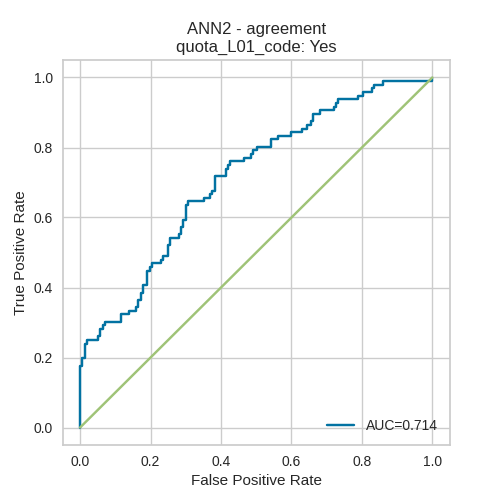 ANN2 - agreement
quota_L01_code: Yes
True Positive Rate
1.0
0.8
0.6
0.4
0.2
0.0
AUC=0.714
0.0 0.2 0.4 0.6 0.8 1.0
False Positive Rate